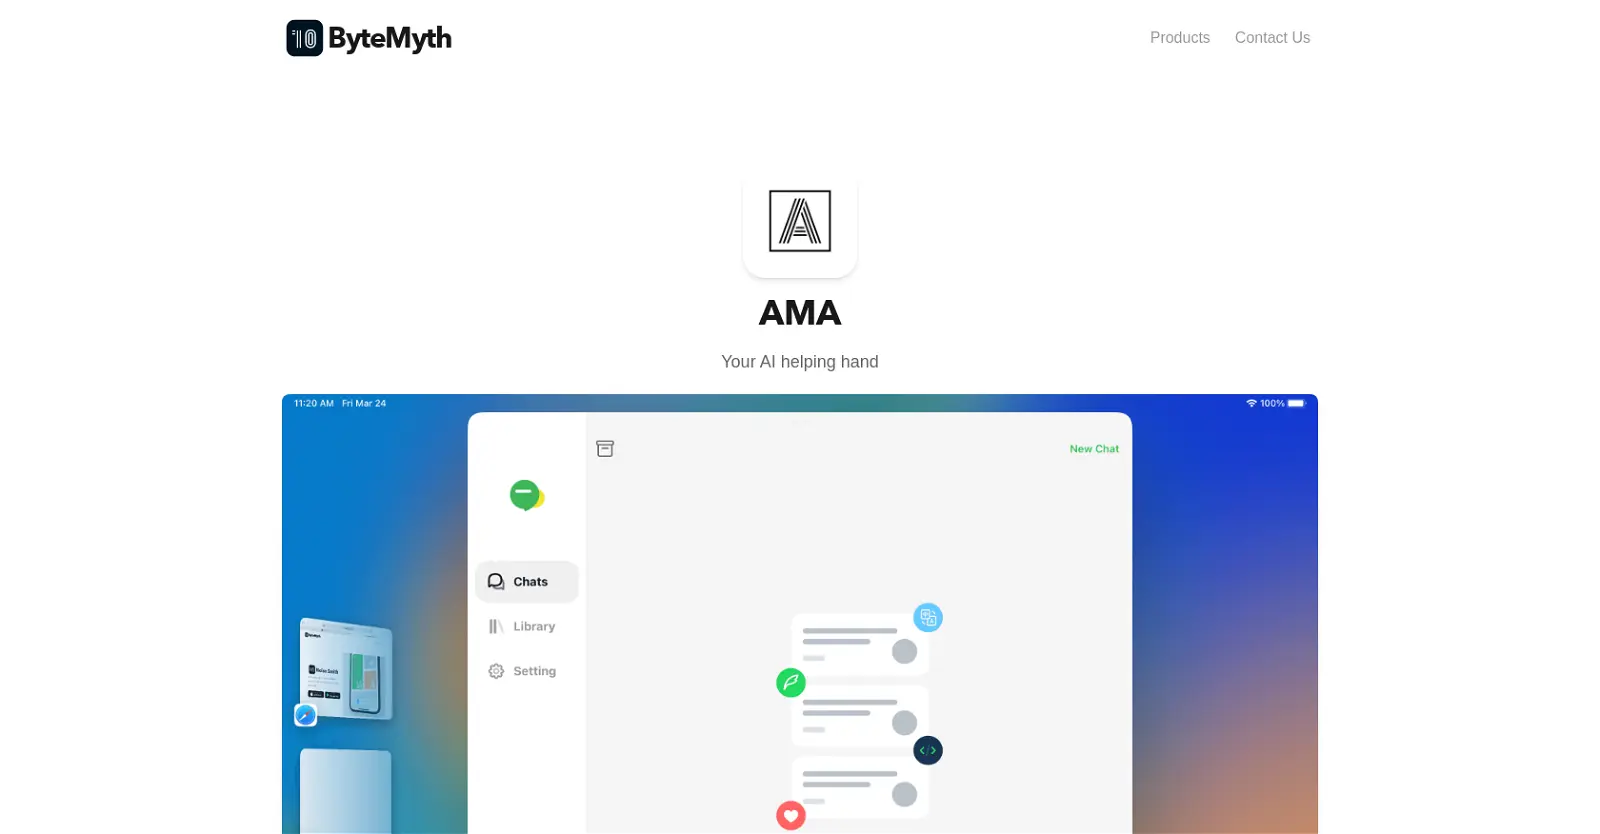 ByteMyth
Products
Contact Us
AMA
Your AI helping hand
11:20 AM Fri Mar 24
100%
New Chat
Chats
Library
Setting